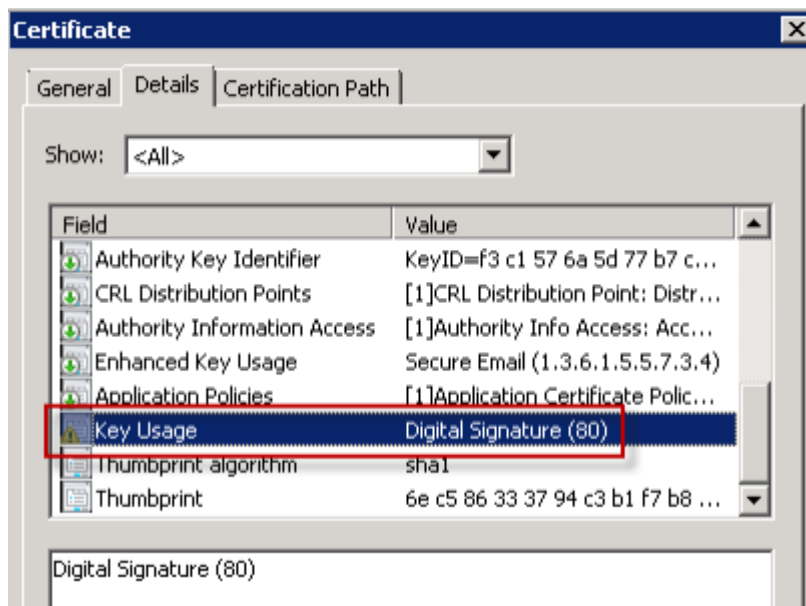 Certificate
General Details Certification Path
Show: <All>
Field Value
Authority Key Identifier KeyID=f3 c1 57 6a 5d 77 b7 c...
CRL Distribution Points [1]CRL Distribution Point: Distr...
Authority Information Access [1]Authority Info Access: Acc...
Enhanced Key Usage Secure Email (1.3.6.1.5.5.7.3.4)
Application Policies [1]Application Certificate Polic...
Key Usage Digital Signature (80)
Thumbprint algorithm sha1
Thumbprint 6e c5 86 33 37 94 c3 b1 f7 b8 ...
Digital Signature (80)